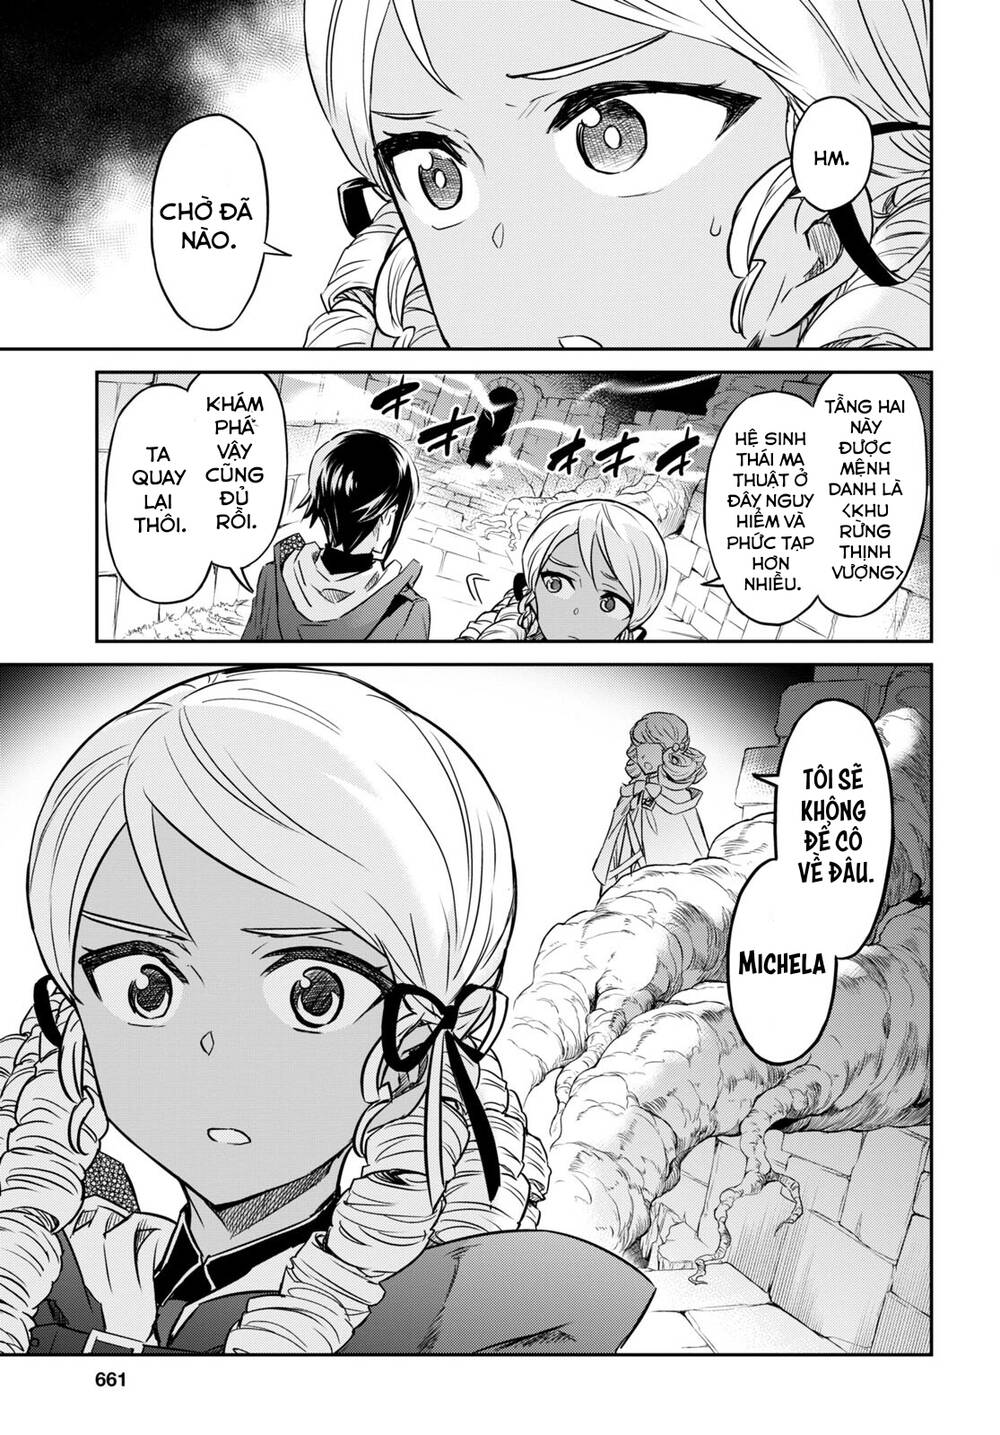 HM.
CHỜ ĐÃ
NÀO.
TẦNG HAI
NÀY
ĐƯỢC
MỆNH
DANH LÀ
<KHU
RỪNG
THỊNH
VƯỢNG>
HỆ SINH
THÁI MA
THUẬT Ở
ĐÂY NGUY
HIỂM VÀ
PHỨC TẠP
HƠN
NHIỀU.
KHÁM
PHÁ
VẬY
CŨNG
ĐỦ
RỒI.
TA
QUAY
LẠI
THÔI.
TÔI SẼ
KHÔNG
ĐỂ CÔ
VỀ ĐÂU.
MICHELA
661